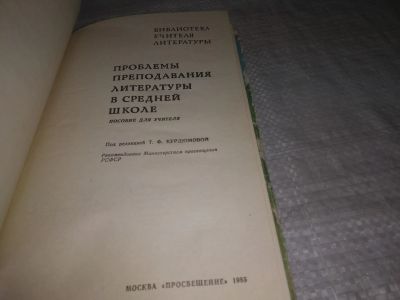 БИБЛИОТЕКА
УЧИТЕЛЯ
ЛИТЕРАТУРЫ
ПРОБЛЕМЫ
ПРЕПОДАВАНИЯ
ЛИТЕРАТУРЫ
В СРЕДНЕЙ
ШКОЛЕ
ПОСОБИЕ ДЛЯ УЧИТЕЛЯ
Под редакцией Т. Ф. КУРДЮМОВОЙ
Рекомендовано Министерством просвещения
РСФСР
МОСКВА «ПРОСВЕЩЕНИЕ» 1985